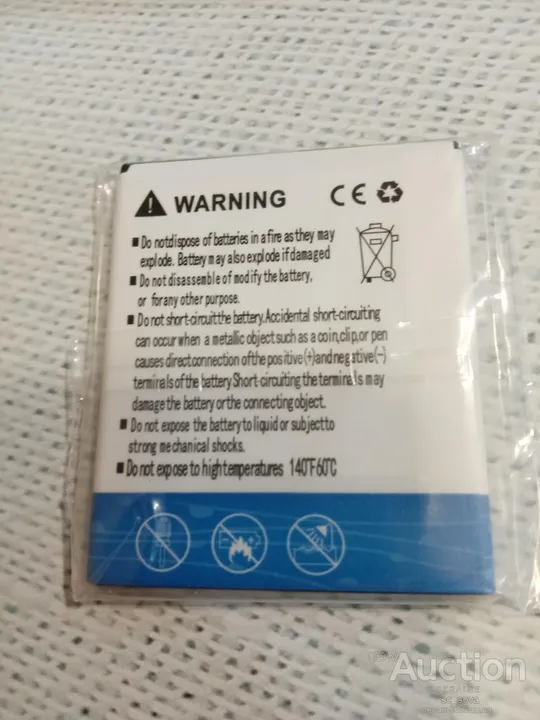 WARNING CE
Do notdispose of batteries in a fire as they may
explode. Battery may also explode if damaged
Do not disassemble of modify the battery,
or for any other purpose.
Do not short-circuit the battery. Accidental short-circuiting
can occur when a metallic object such as a coin, clip, or pen
causes direct connection of the positive (+) and negative (-)
terminals of the battery Short-circuiting the terminals may
damage the battery or the connecting object.
Do not expose the battery to liquid or subject to
strong mechanical shocks.
Do not expose to high temperatures 140°F 60°C
Auction